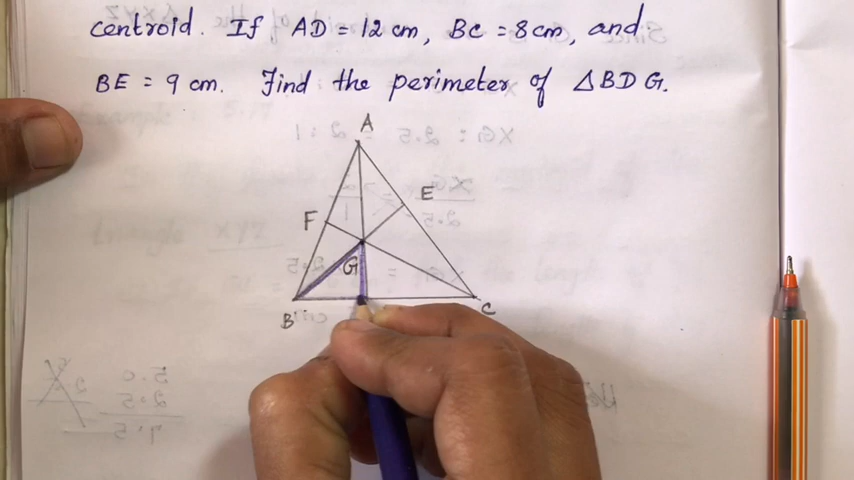 centroid. If AD = 12 cm, BC = 8 cm, and
BE = 9 cm. Find the perimeter of ΔBDG.
A
E
F
G
B
C